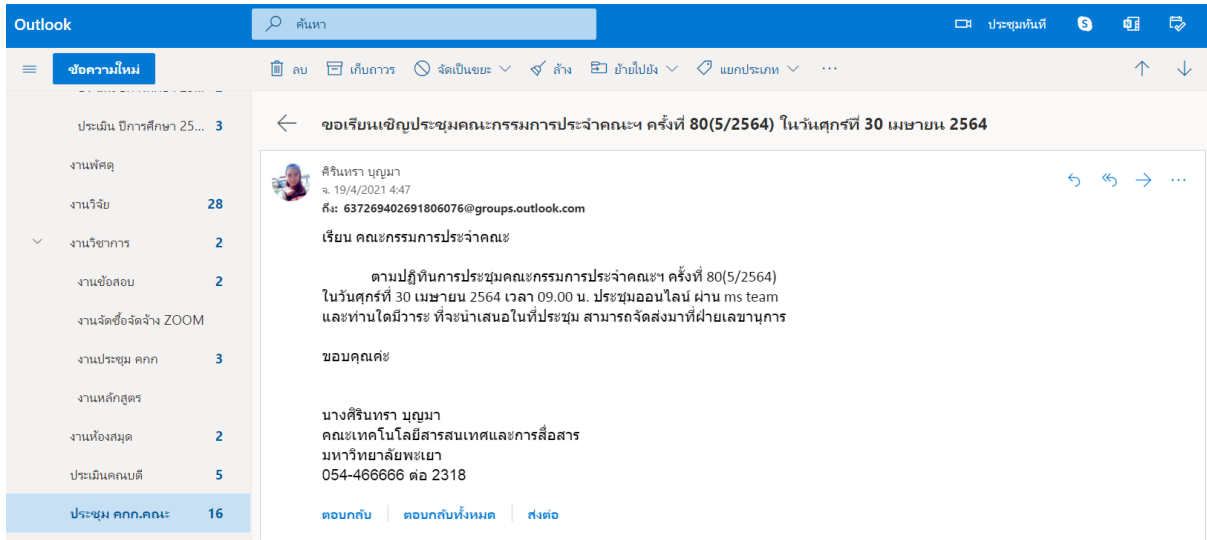 Outlook
ค้นหา
ประชุมทันที
ข้อความใหม่
ลบ เก็บถาวร จัดเป็นขยะ ล้าง ย้ายไปยัง แยกประเภท ...
ประเมิน ปีการศึกษา 25... 3
งานพัสดุ
งานวิจัย 28
งานวิชาการ 2
งานข้อสอบ 2
งานจัดซื้อจัดจ้าง ZOOM
งานประชุม คกก 3
งานหลักสูตร
งานห้องสมุด 2
ประเมินคณบดี 5
ประชุม คกก.คณะ 16
ขอเรียนเชิญประชุมคณะกรรมการประจำคณะฯ ครั้งที่ 80(5/2564) ในวันศุกร์ที่ 30 เมษายน 2564
ศิรินทรา บุญมา
จ. 19/4/2021 4:47
ถึง: 637269402691806076@groups.outlook.com
เรียน คณะกรรมการประจำคณะ
ตามปฏิทินการประชุมคณะกรรมการประจำคณะฯ ครั้งที่ 80(5/2564)
ในวันศุกร์ที่ 30 เมษายน 2564 เวลา 09.00 น. ประชุมออนไลน์ ผ่าน ms team
และท่านใดมีวาระ ที่จะนำเสนอในที่ประชุม สามารถจัดส่งมาที่ฝ่ายเลขานุการ
ขอบคุณค่ะ
นางศิรินทรา บุญมา
คณะเทคโนโลยีสารสนเทศและการสื่อสาร
มหาวิทยาลัยพะเยา
054-466666 ต่อ 2318
ตอบกลับ ตอบกลับทั้งหมด ส่งต่อ